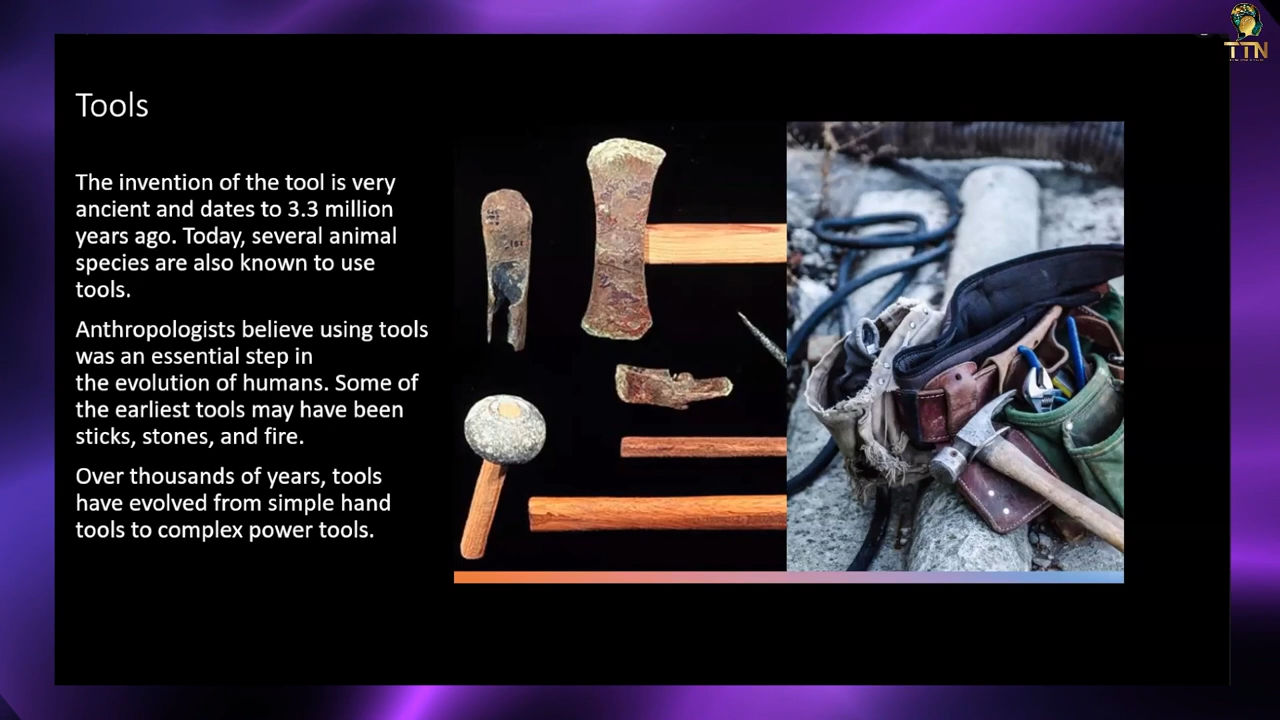 TTN
Tools
The invention of the tool is very
ancient and dates to 3.3 million
years ago. Today, several animal
species are also known to use
tools.
Anthropologists believe using tools
was an essential step in
the evolution of humans. Some of
the earliest tools may have been
sticks, stones, and fire.
Over thousands of years, tools
have evolved from simple hand
tools to complex power tools.